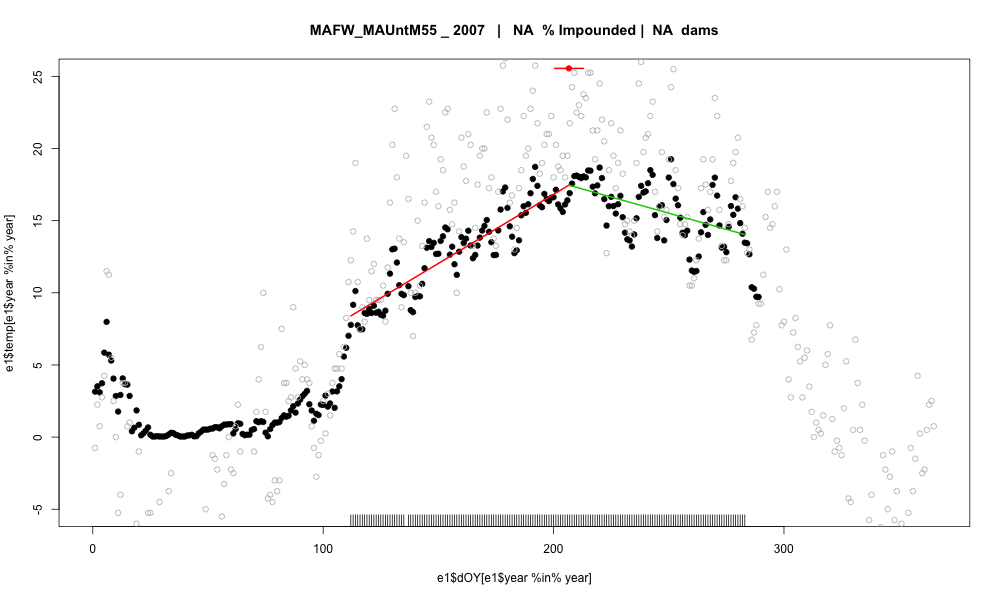 MAFW_MAUntM55 _ 2007 | NA % Impounded | NA dams
e1$temp[e1$year %in% year]
25
20
15
10
5
0
-5
0 100 200 300
e1$dOY[e1$year %in% year]